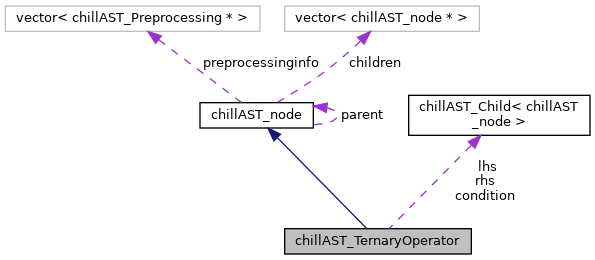 vector< chillAST_Preprocessing * >
vector< chillAST_node * >
preprocessinginfo
children
chillAST_node
parent
chillAST_Child< chillAST
_node >
lhs
rhs
condition
chillAST_TernaryOperator